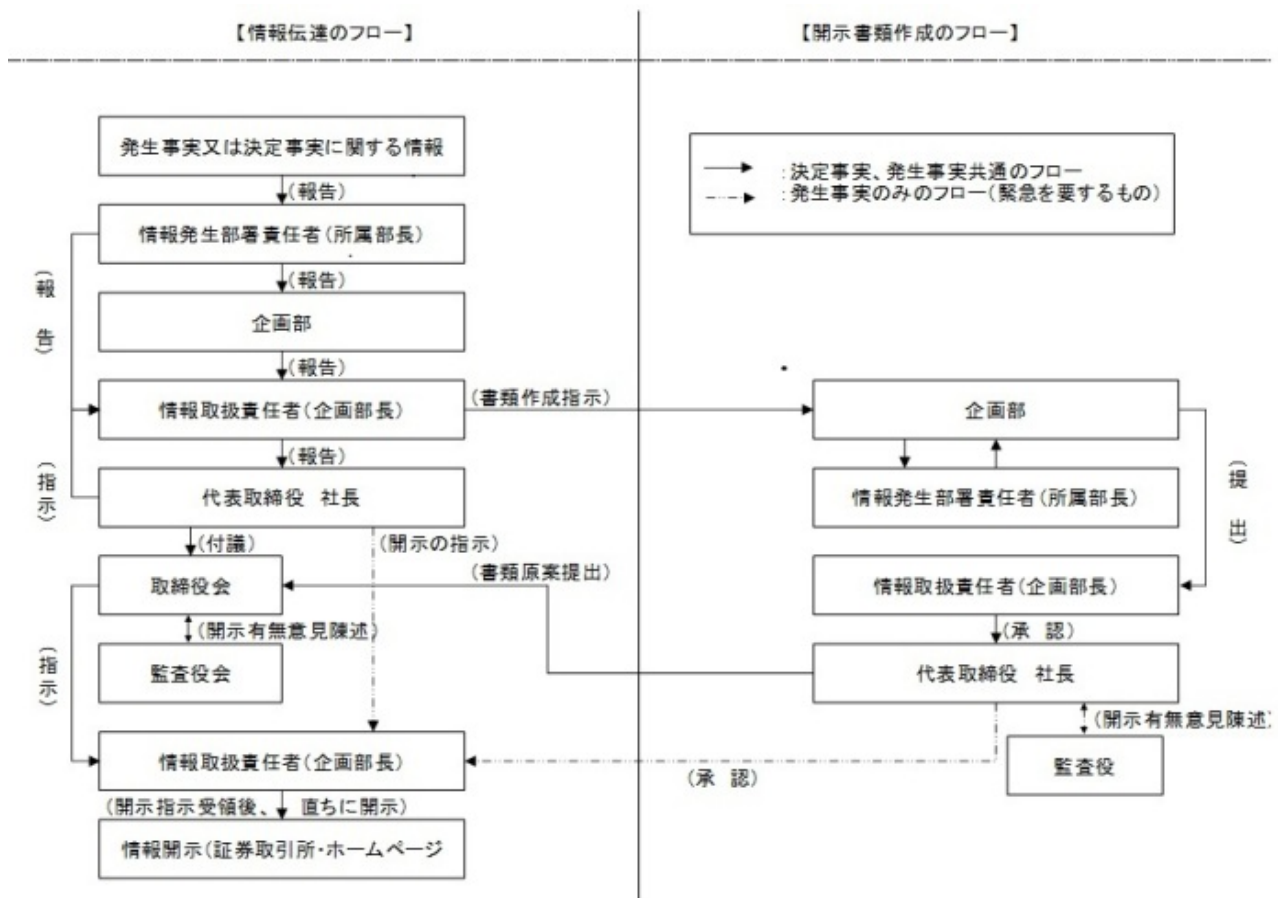 【情報伝達のフロー】
【開示書類作成のフロー】
発生事実又は決定事実に関する情報
:決定事実、発生事実共通のフロー
:発生事実のみのフロー(緊急を要するもの)
(報告)
情報発生部署責任者(所属部長)
(報告)
(報告)
企画部
(報告)
情報取扱責任者(企画部長)
(書類作成指示)
企画部
(報告)
(指示)
代表取締役 社長
情報発生部署責任者(所属部長)
(提出)
(付議)
(開示の指示)
(書類原案提出)
取締役会
情報取扱責任者(企画部長)
(開示有無意見陳述)
(承 認)
(指示)
監査役会
代表取締役 社長
(開示有無意見陳述)
情報取扱責任者(企画部長)
(承 認)
監査役
(開示指示受領後、 直ちに開示)
情報開示(証券取引所・ホームページ